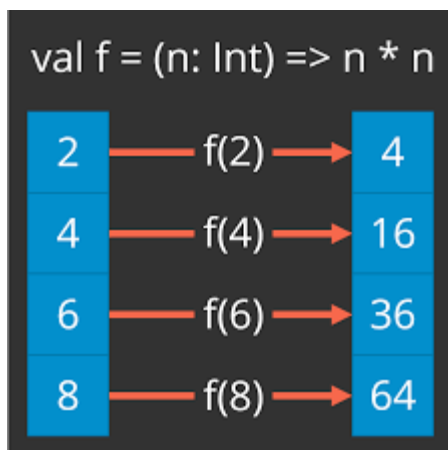 val f = (n: Int) => n * n
2 f(2) 4
4 f(4) 16
6 f(6) 36
8 f(8) 64